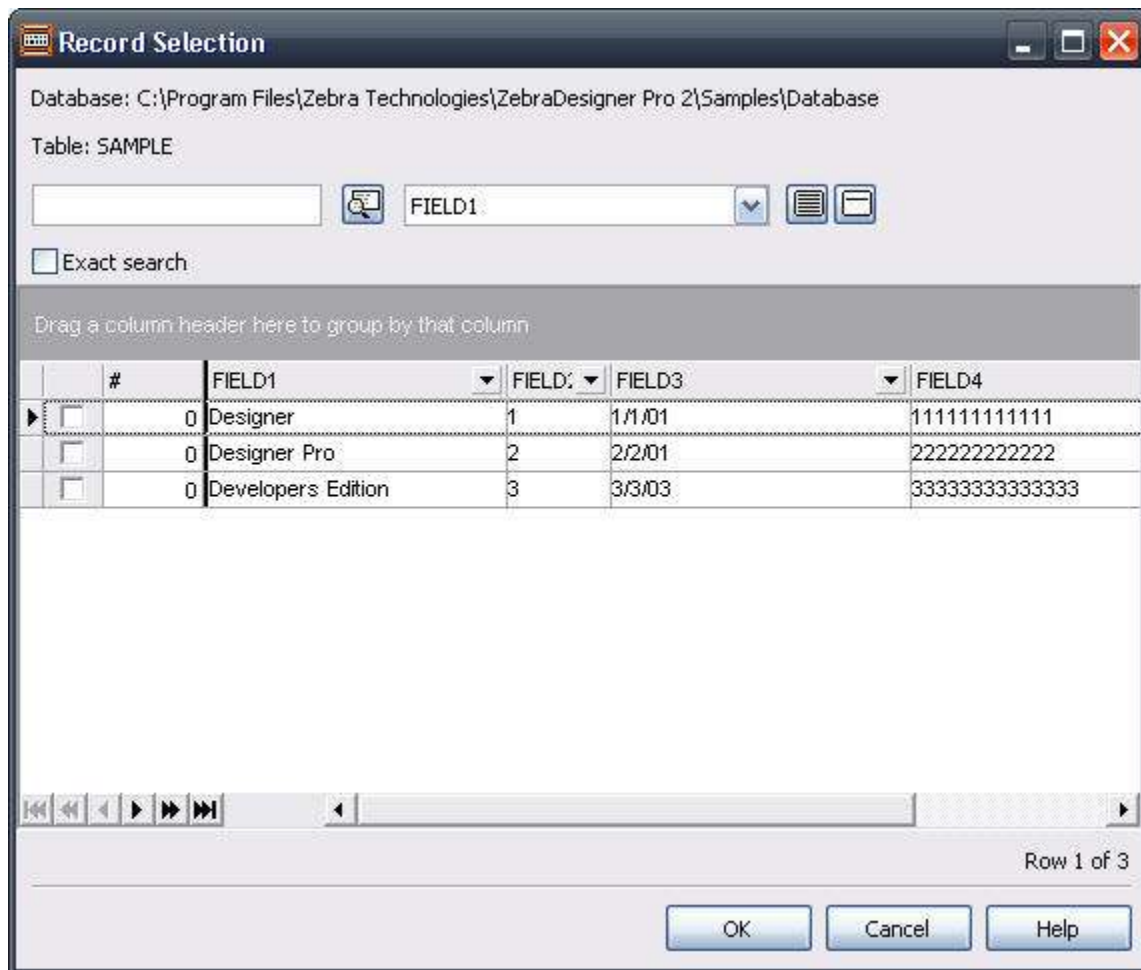 Record Selection
Database: C:\Program Files\Zebra Technologies\ZebraDesigner Pro 2\Samples\Database
Table: SAMPLE
FIELD1
Exact search
Drag a column header here to group by that column
# FIELD1 FIELD: FIELD3 FIELD4
0 Designer 1 1/1/01 111111111111
0 Designer Pro 2 2/2/01 222222222222
0 Developers Edition 3 3/3/03 33333333333333
Row 1 of 3
OK Cancel Help